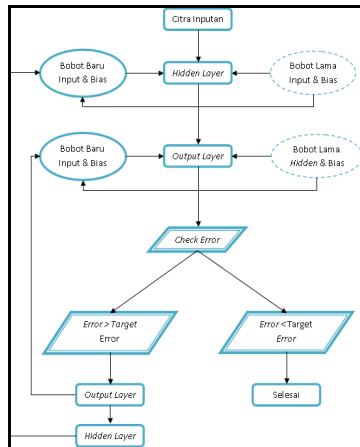 Citra Inputan
Bobot Baru
Input & Bias
Hidden Layer
Bobot Lama
Input & Bias
Bobot Baru
Input & Bias
Output Layer
Bobot Lama
Hidden & Bias
Check Error
Error > Target
Error
Error < Target
Error
Output Layer
Selesai
Hidden Layer